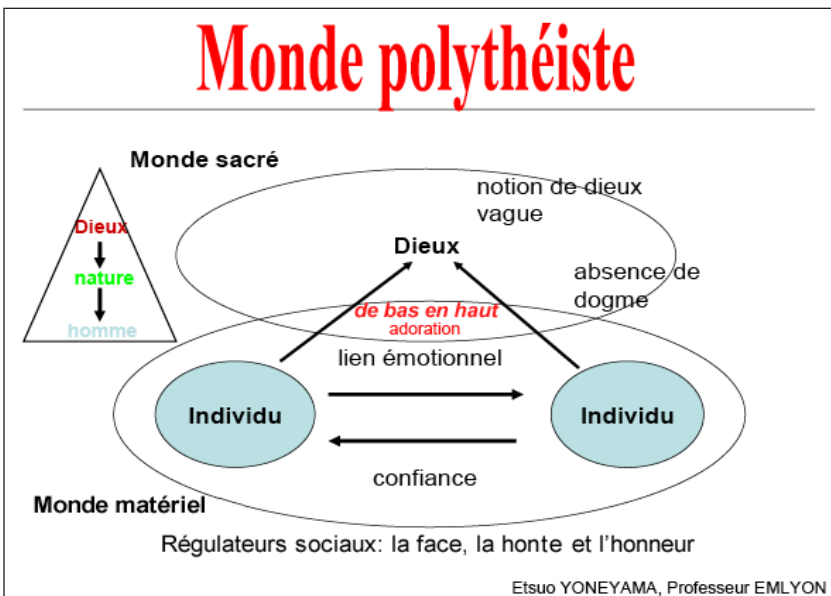 Monde polythéiste
Monde sacré
notion de dieux
vague
Dieux
Dieux
nature
homme
absence de
dogme
de bas en haut
adoration
lien émotionnel
Individu
Individu
confiance
Monde matériel
Régulateurs sociaux: la face, la honte et l'honneur
Etsuo YONEYAMA, Professeur EMLYON